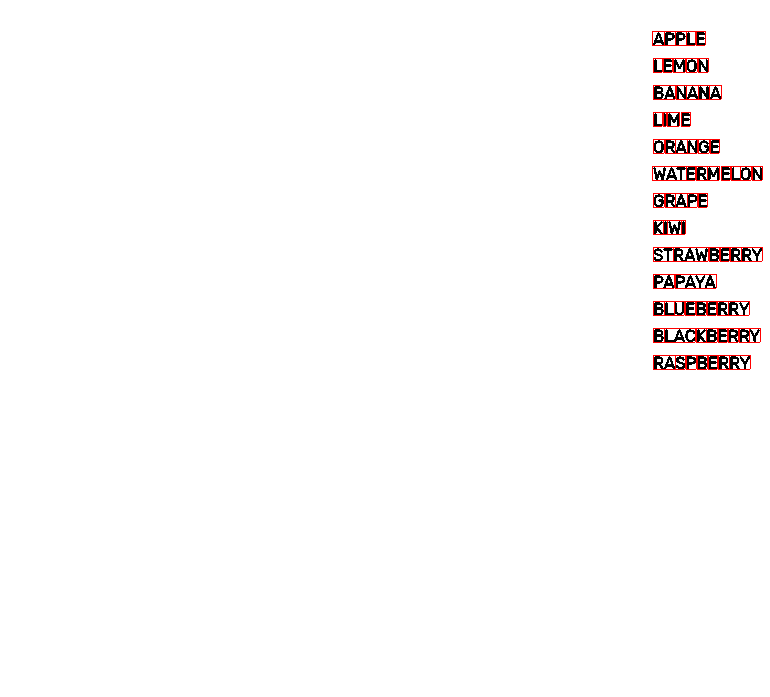 APPLE
LEMON
BANANA
LIME
ORANGE
WATERMELON
GRAPE
KIWI
STRAWBERRY
PAPAYA
BLUEBERRY
BLACKBERRY
RASPBERRY